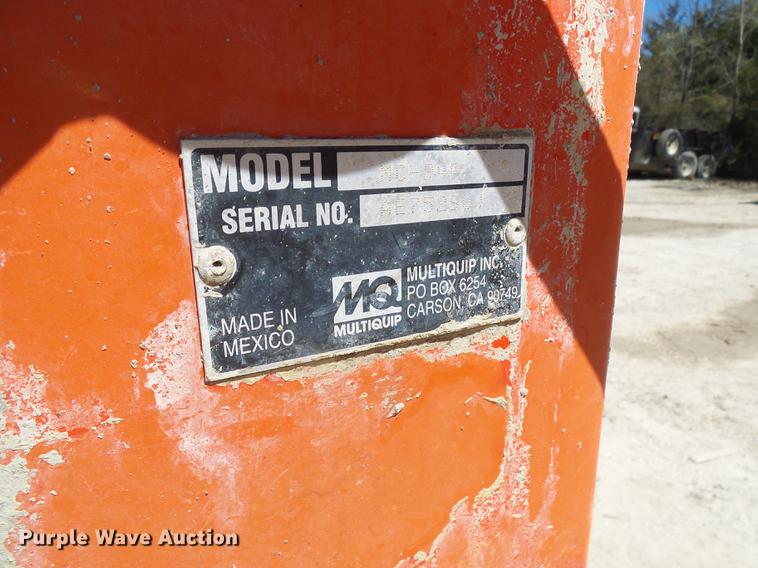 MODEL
SERIAL NO.
MADE IN
MEXICO
MQ
MULTIQUIP
MULTIQUIP INC.
PO BOX 6254
CARSON, CA 90749
Purple Wave Auction